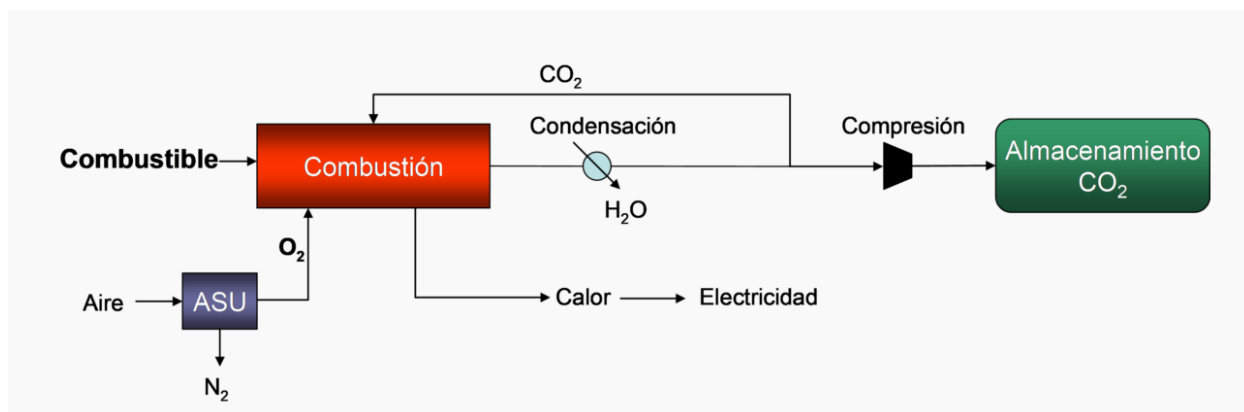 CO₂
Condensación
Compresión
Combustible
Combustión
Almacenamiento
CO₂
H₂O
O₂
Aire
ASU
Calor
Electricidad
N₂